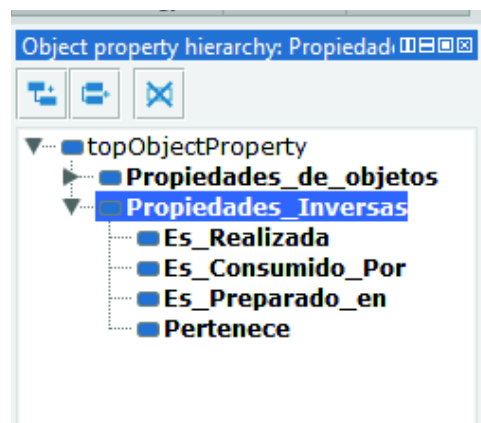 Object property hierarchy: Propiedad
topObjectProperty
Propiedades_de_objetos
Propiedades_Inversas
Es_Realizada
Es_Consumido_Por
Es_Preparado_en
Pertenece